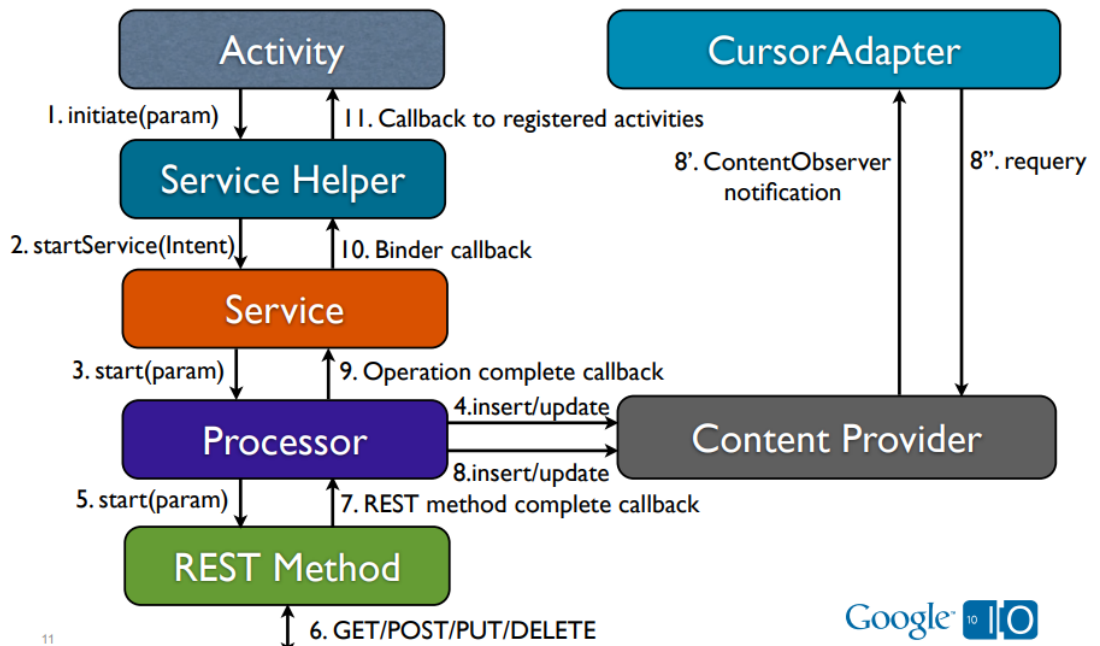 Activity
CursorAdapter
1. initiate(param)
11. Callback to registered activities
Service Helper
8’. ContentObserver
notification
8”. requery
2. startService(Intent)
10. Binder callback
Service
3. start(param)
9. Operation complete callback
4.insert/update
Processor
Content Provider
8.insert/update
5. start(param)
7. REST method complete callback
REST Method
6. GET/POST/PUT/DELETE
11
Google 10 IO